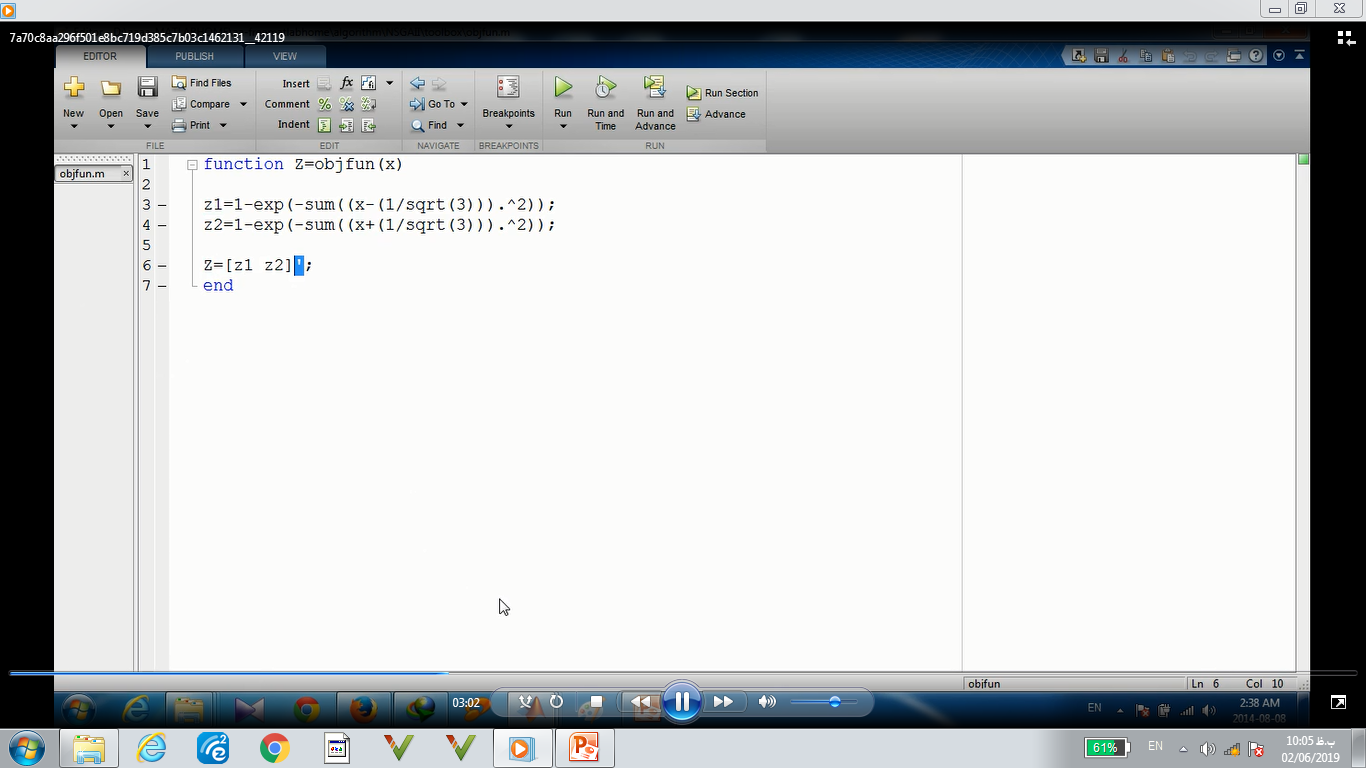 7a70c8aa296f501e8bc719d385c7b03c1462131__42119
EDITOR PUBLISH VIEW
New Open Save Find Files Compare Print
FILE
Insert fx
Comment
Indent
EDIT
Go To
Find
NAVIGATE
Breakpoints
BREAKPOINTS
Run Run and Time Run and Advance Run Section Advance
RUN
objfun.m
1 function Z=objfun(x)
2
3 – z1=1-exp(-sum((x-(1/sqrt(3))).^2));
4 – z2=1-exp(-sum((x+(1/sqrt(3))).^2));
5
6 – Z=[z1 z2]';
7 – end
objfun Ln 6 Col 10
03:02
EN 2:38 AM
2014-08-08
61% EN 10:05 ب.ظ
02/06/2019